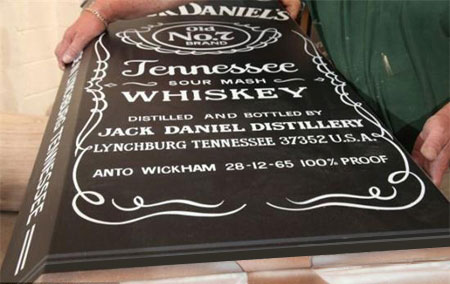 JACK DANIEL'S
Old
No.7
BRAND
Tennessee
SOUR MASH
WHISKEY
DISTILLED AND BOTTLED BY
JACK DANIEL DISTILLERY
LYNCHBURG TENNESSEE 37352 U.S.A.
ANTO WICKHAM 28-12-65 100% PROOF
TENNESSEE